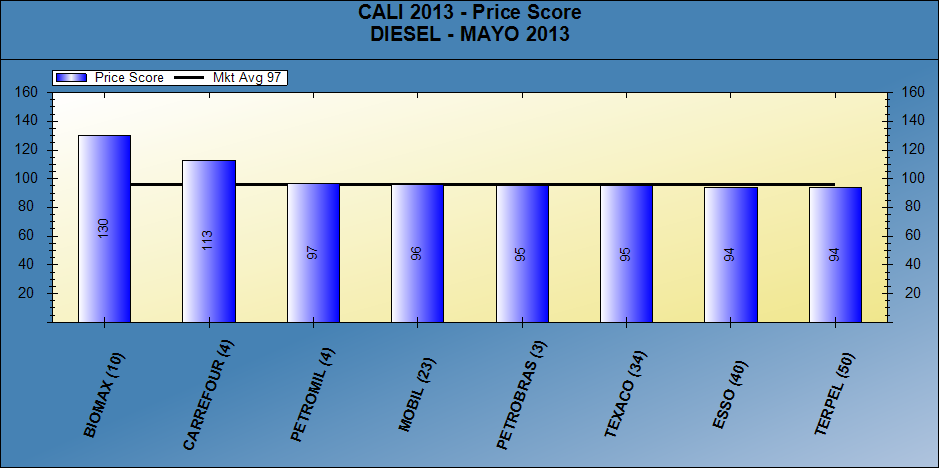 CALI 2013 - Price Score
DIESEL - MAYO 2013
Price Score
Mkt Avg 97
160
140
120
100
80
60
40
20
160
140
120
100
80
60
40
20
130
113
97
96
95
95
94
94
BIOMAX (10)
CARREFOUR (4)
PETROMIL (4)
MOBIL (23)
PETROBRAS (3)
TEXACO (34)
ESSO (40)
TERPEL (50)